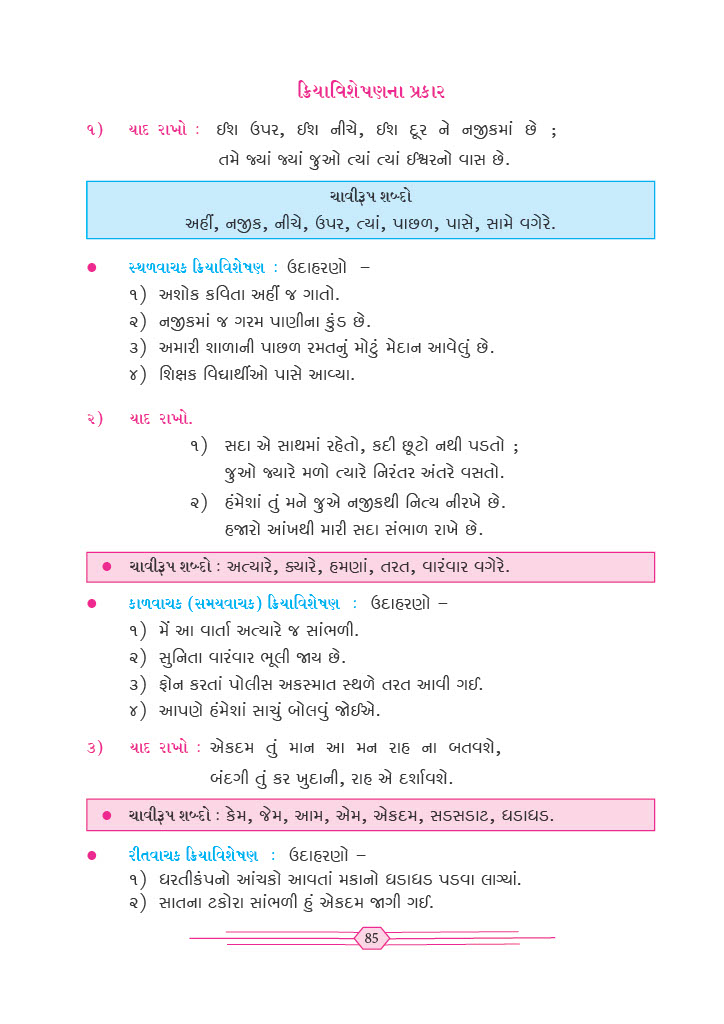 ક્રિયાવિશેષણના પ્રકાર
૧) યાદ રાખો : ઈશ ઉપર, ઈશ નીચે, ઈશ દૂર ને નજીકમાં છે ;
તમે જ્યાં જ્યાં જુઓ ત્યાં ત્યાં ઈશ્વરનો વાસ છે.
ચાવીરૂપ શબ્દો
અહીં, નજીક, નીચે, ઉપર, ત્યાં, પાછળ, પાસે, સામે વગેરે.
● સ્થળવાચક ક્રિયાવિશેષણ : ઉદાહરણો –
૧) અશોક કવિતા અહીં જ ગાતો.
૨) નજીકમાં જ ગરમ પાણીના કુંડ છે.
૩) અમારી શાળાની પાછળ રમતનું મોટું મેદાન આવેલું છે.
૪) શિક્ષક વિદ્યાર્થીઓ પાસે આવ્યા.
૨) યાદ રાખો.
૧) સદા એ સાથમાં રહેતો, કદી છૂટો નથી પડતો ;
જુઓ જ્યારે મળો ત્યારે નિરંતર અંતરે વસતો.
૨) હંમેશાં તું મને જુએ નજીકથી નિત્ય નીરખે છે.
હજારો આંખથી મારી સદા સંભાળ રાખે છે.
● ચાવીરૂપ શબ્દો : અત્યારે, ક્યારે, હમણાં, તરત, વારંવાર વગેરે.
● કાળવાચક (સમયવાચક) ક્રિયાવિશેષણ : ઉદાહરણો –
૧) મેં આ વાર્તા અત્યારે જ સાંભળી.
૨) સુનિતા વારંવાર ભૂલી જાય છે.
૩) ફોન કરતાં પોલીસ અકસ્માત સ્થળે તરત આવી ગઈ.
૪) આપણે હંમેશાં સાચું બોલવું જોઈએ.
૩) યાદ રાખો : એકદમ તું માન આ મન રાહ ના બતવશે,
બંદગી તું કર ખુદાની, રાહ એ દર્શાવશે.
● ચાવીરૂપ શબ્દો : કેમ, જેમ, આમ, એમ, એકદમ, સડસડાટ, ધડાધડ.
● રીતવાચક ક્રિયાવિશેષણ : ઉદાહરણો –
૧) ધરતીકંપનો આંચકો આવતાં મકાનો ધડાધડ પડવા લાગ્યાં.
૨) સાતના ટકોરા સાંભળી હું એકદમ જાગી ગઈ.
85